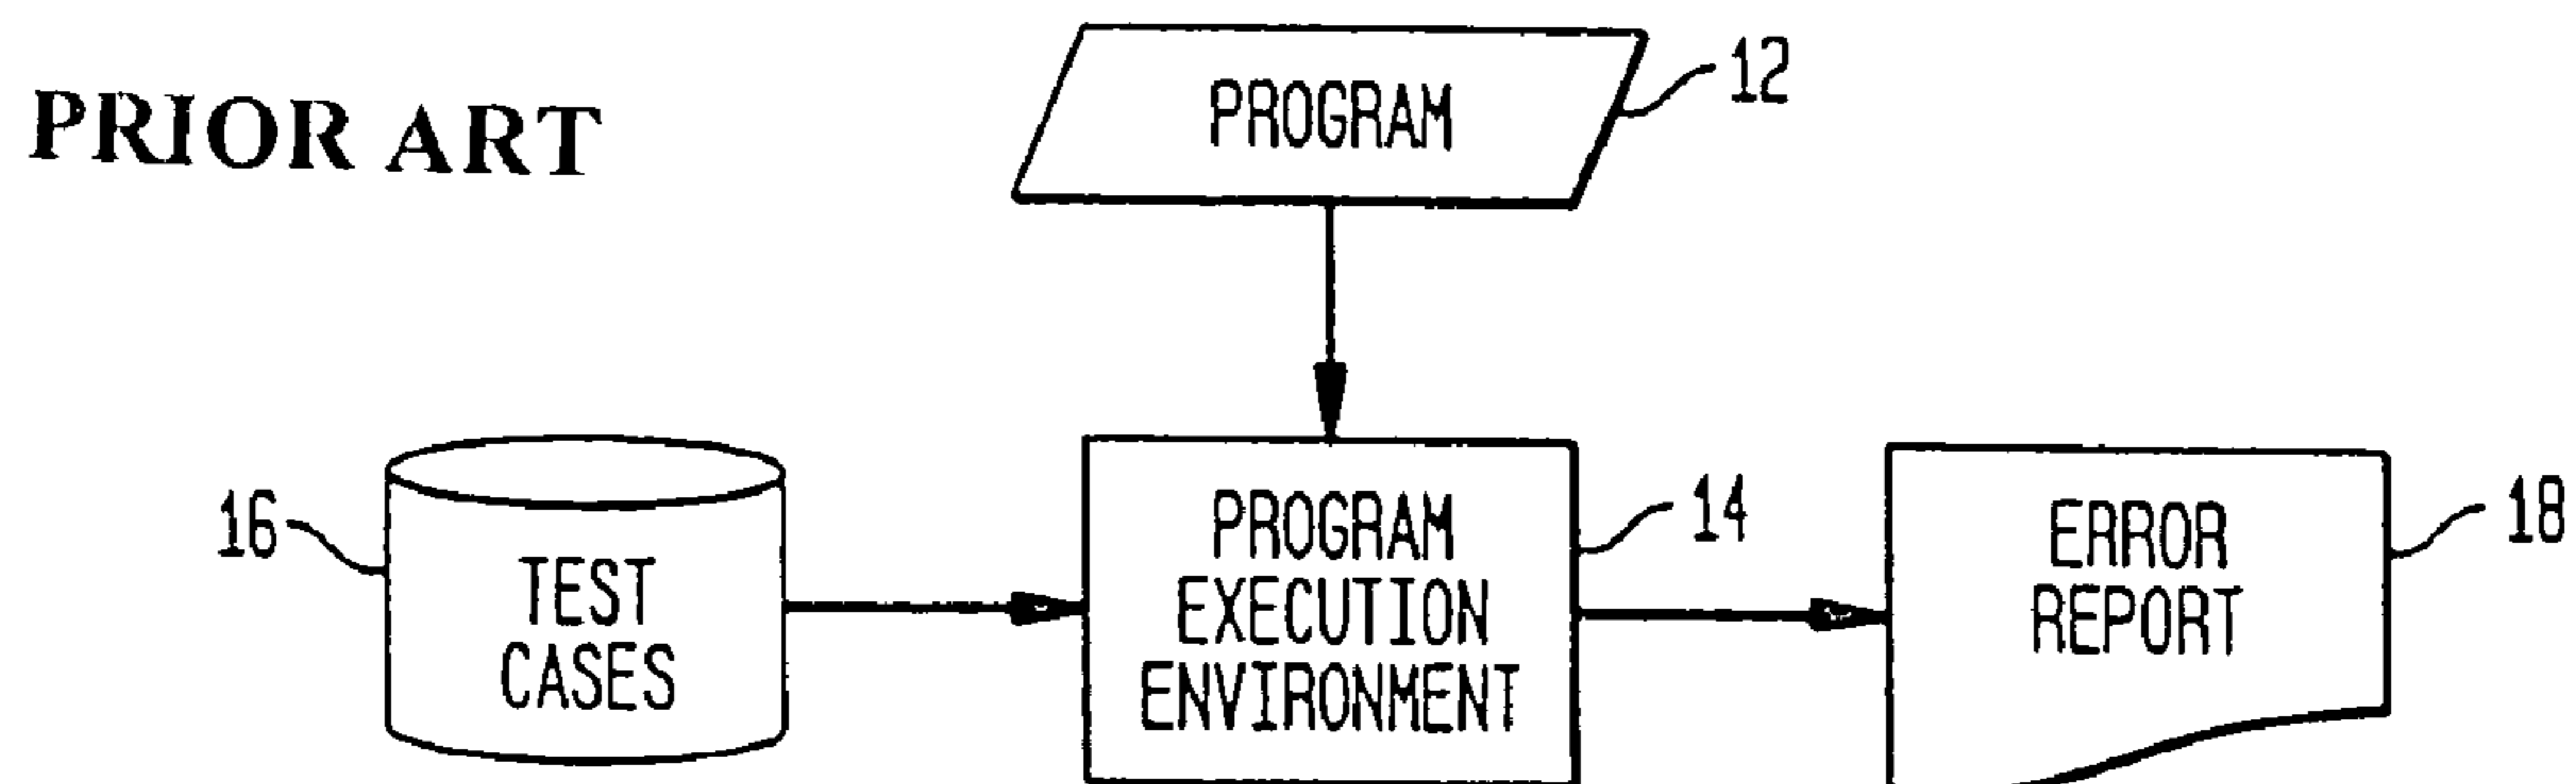 PRIOR ART
PROGRAM
12
16
TEST
CASES
PROGRAM
EXECUTION
ENVIRONMENT
14
ERROR
REPORT
18